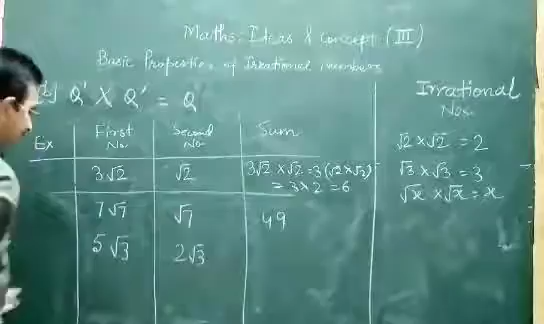 Maths: Ideas & Concept (III)
Basic Properties of Irrational numbers
Q' X Q' = Q
Ex
First No.
Second No.
Sum
3√2
√2
3√2 × √2 = 3(√2×√2)
= 3×2 = 6
7√7
√7
49
5√3
2√3
Irrational
Nos.
√2 × √2 = 2
√3 × √3 = 3
√x × √x = x